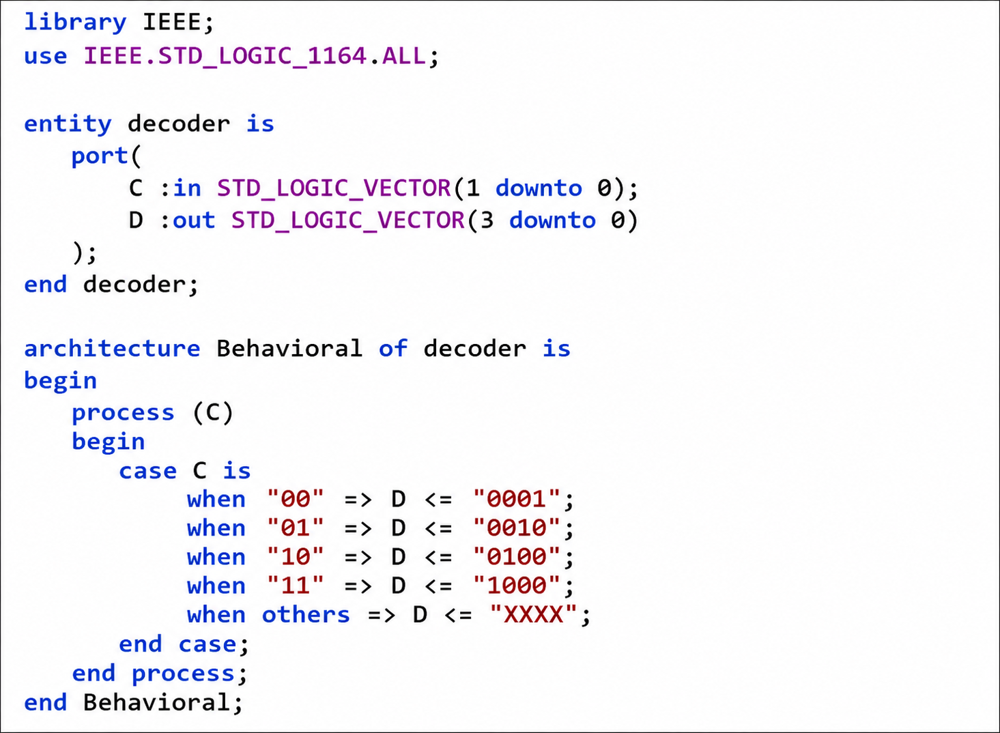 library IEEE;
use IEEE.STD_LOGIC_1164.ALL;
entity decoder is
port(
C :in STD_LOGIC_VECTOR(1 downto 0);
D :out STD_LOGIC_VECTOR(3 downto 0)
);
end decoder;
architecture Behavioral of decoder is
begin
process (C)
begin
case C is
when "00" => D <= "0001";
when "01" => D <= "0010";
when "10" => D <= "0100";
when "11" => D <= "1000";
when others => D <= "XXXX";
end case;
end process;
end Behavioral;